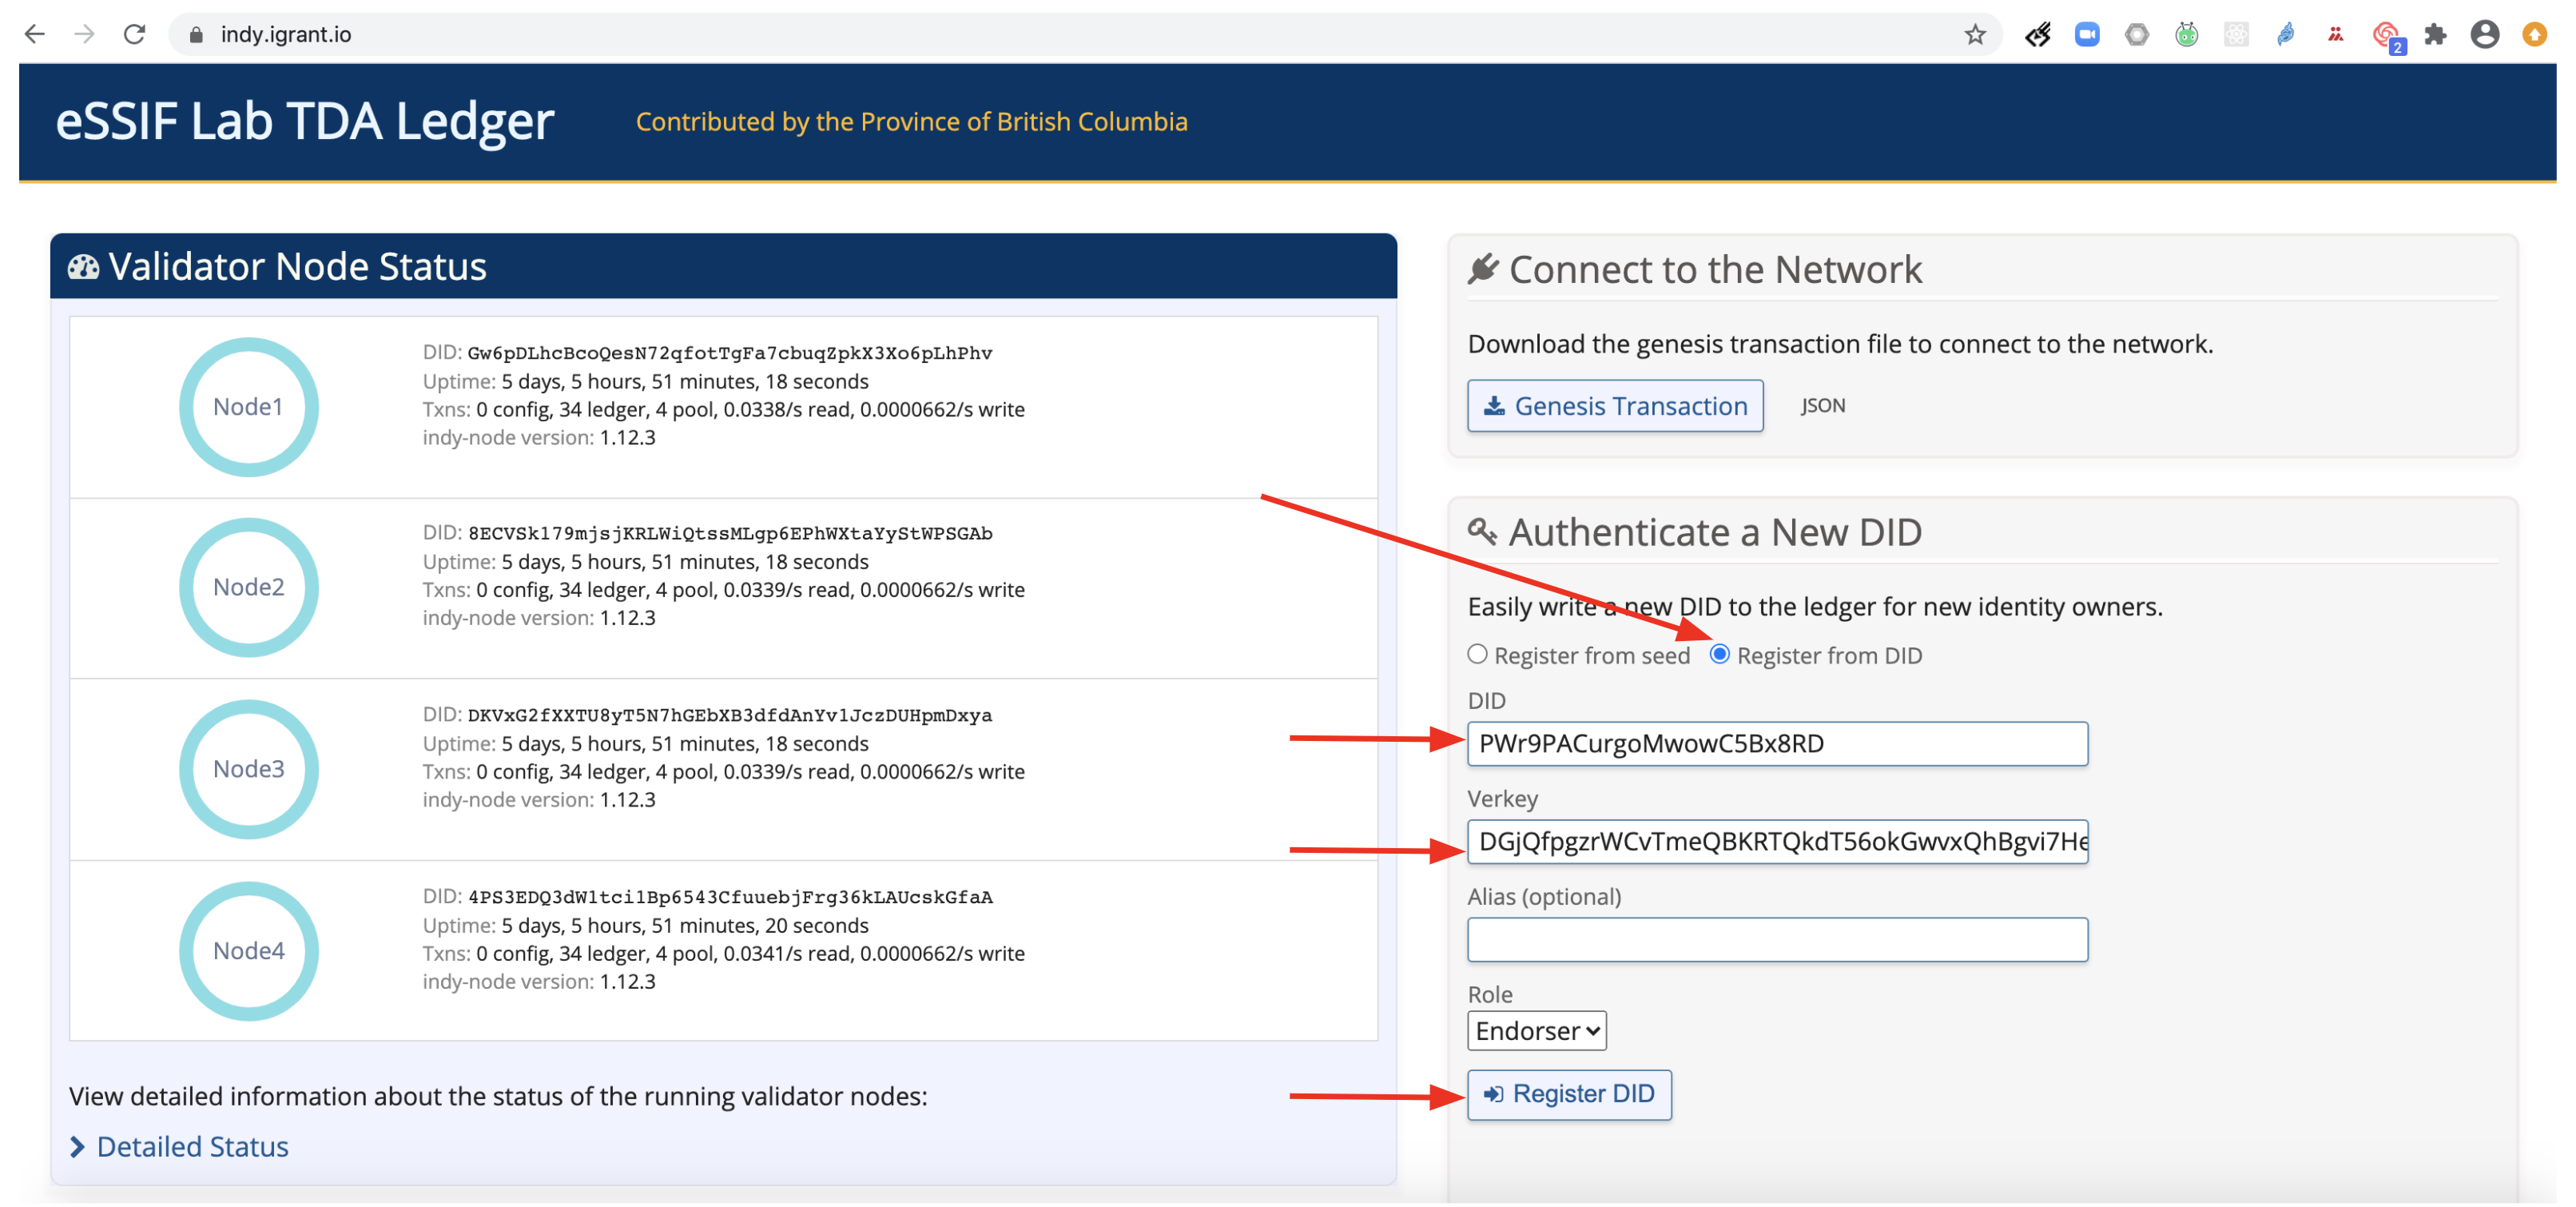 indy.igrant.io
2
eSSIF Lab TDA Ledger
Contributed by the Province of British Columbia
Validator Node Status
Node1
DID: Gw6pDLhcBcoQesN72qfotTgFa7cbuqZpkX3Xo6pLhPhv
Uptime: 5 days, 5 hours, 51 minutes, 18 seconds
Txns: 0 config, 34 ledger, 4 pool, 0.0338/s read, 0.0000662/s write
indy-node version: 1.12.3
Node2
DID: 8ECVSk179mjsjKRLWiQtssMLgp6EPhWXtaYyStWPSGAb
Uptime: 5 days, 5 hours, 51 minutes, 18 seconds
Txns: 0 config, 34 ledger, 4 pool, 0.0339/s read, 0.0000662/s write
indy-node version: 1.12.3
Node3
DID: DKVxG2fXXTU8yT5N7hGEbXB3dfdAnYv1JczDUHpmDxya
Uptime: 5 days, 5 hours, 51 minutes, 18 seconds
Txns: 0 config, 34 ledger, 4 pool, 0.0339/s read, 0.0000662/s write
indy-node version: 1.12.3
Node4
DID: 4PS3EDQ3dW1tci1Bp6543CfuuebjFrg36kLAUcskGfaA
Uptime: 5 days, 5 hours, 51 minutes, 20 seconds
Txns: 0 config, 34 ledger, 4 pool, 0.0341/s read, 0.0000662/s write
indy-node version: 1.12.3
View detailed information about the status of the running validator nodes:
Detailed Status
Connect to the Network
Download the genesis transaction file to connect to the network.
Genesis Transaction JSON
Authenticate a New DID
Easily write a new DID to the ledger for new identity owners.
Register from seed Register from DID
DID
PWr9PACurgoMwowC5Bx8RD
Verkey
DGjQfpgzrWCvTmeQBKRTQkdT56okGwvxQhBgvi7He
Alias (optional)
Role
Endorser
Register DID